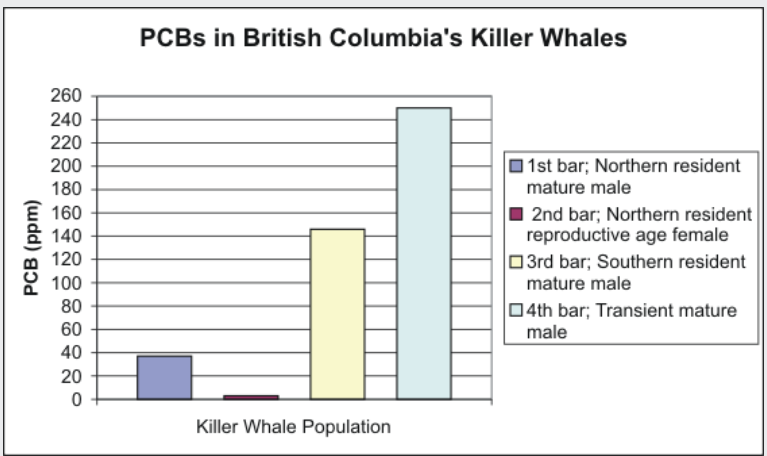 PCBs in British Columbia's Killer Whales
260
240
220
200
180
160
140
120
100
80
60
40
20
0
PCB (ppm)
Killer Whale Population
1st bar; Northern resident
mature male
2nd bar; Northern resident
reproductive age female
3rd bar; Southern resident
mature male
4th bar; Transient mature
male